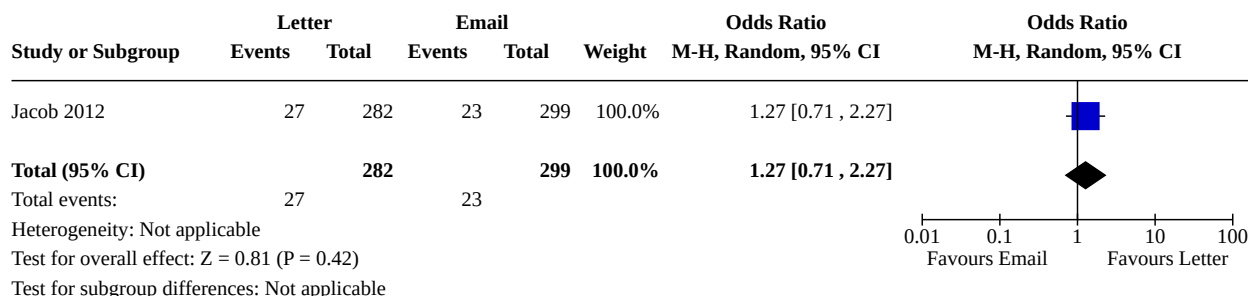 Letter Email Odds Ratio Odds Ratio
Study or Subgroup Events Total Events Total Weight M-H, Random, 95% CI M-H, Random, 95% CI
Jacob 2012 27 282 23 299 100.0% 1.27 [0.71 , 2.27]
Total (95% CI) 282 299 100.0% 1.27 [0.71 , 2.27]
Total events: 27 23
Heterogeneity: Not applicable 0.01 0.1 1 10 100
Test for overall effect: Z = 0.81 (P = 0.42) Favours Email Favours Letter
Test for subgroup differences: Not applicable